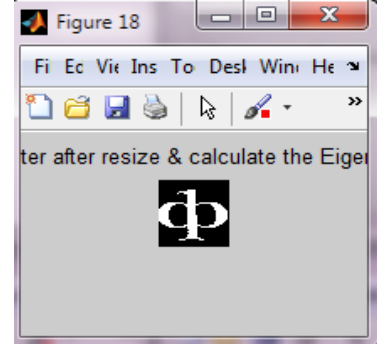 Figure 18
Fi Ec Vie Ins To Desl Win He
ter after resize & calculate the Eiger
ф